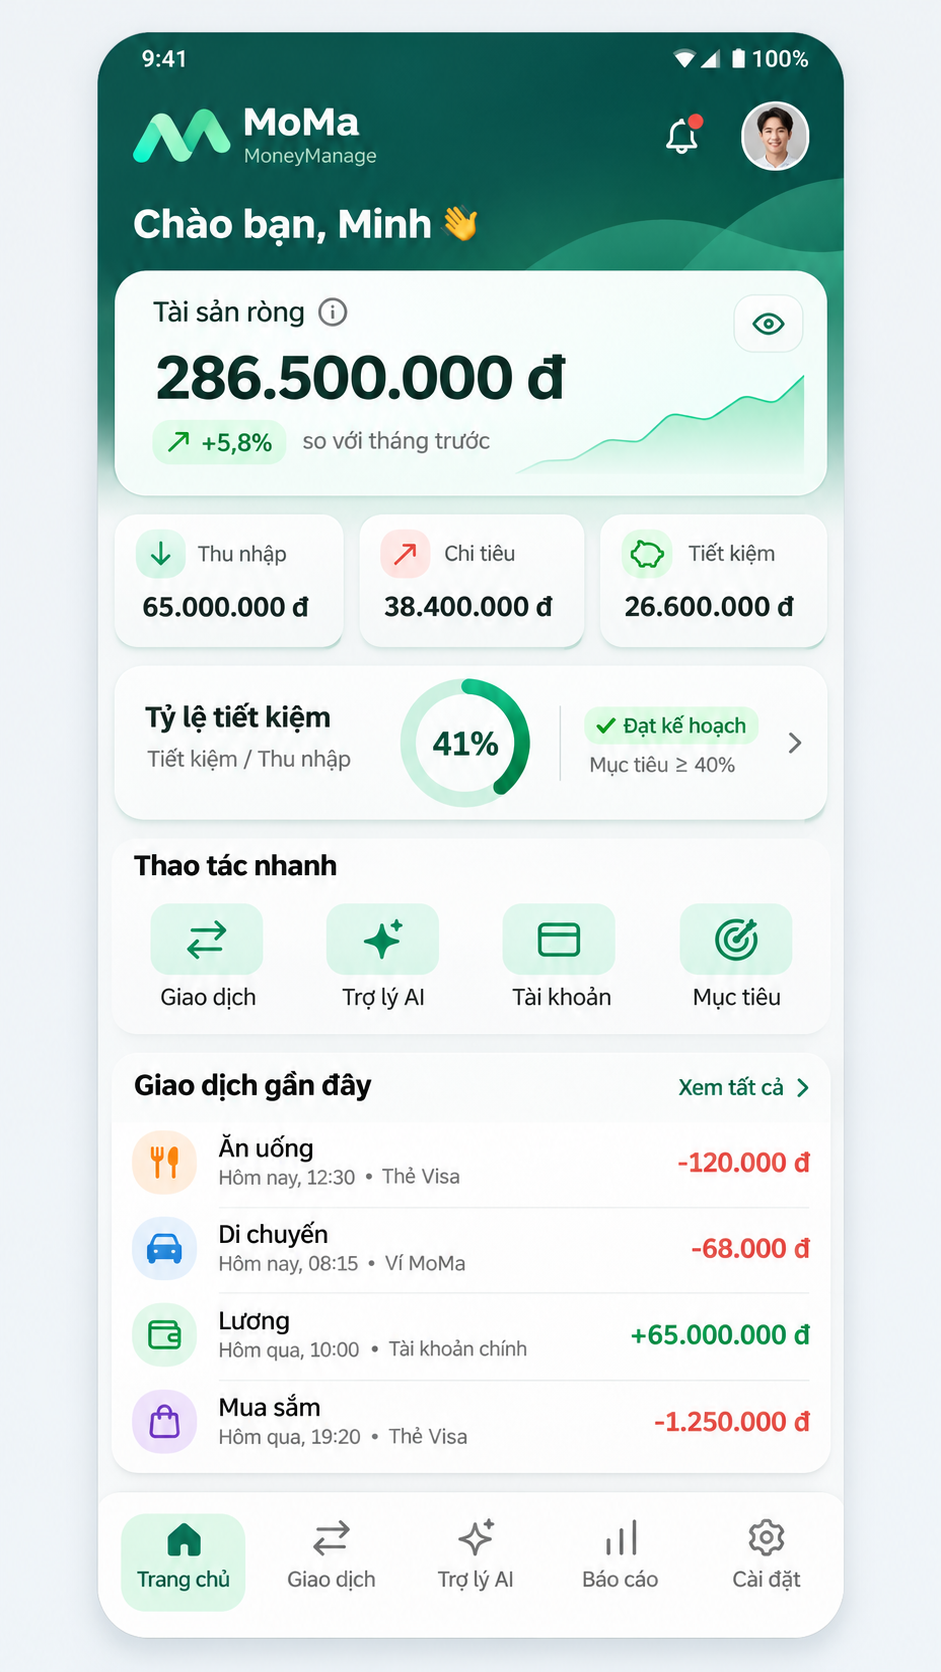 9:41
100%
MoMa
MoneyManage
Chào bạn, Minh 👋
Tài sản ròng
286.500.000 đ
+5,8% so với tháng trước
Thu nhập
65.000.000 đ
Chi tiêu
38.400.000 đ
Tiết kiệm
26.600.000 đ
Tỷ lệ tiết kiệm
Tiết kiệm / Thu nhập
41%
Đạt kế hoạch
Mục tiêu ≥ 40%
Thao tác nhanh
Giao dịch
Trợ lý AI
Tài khoản
Mục tiêu
Giao dịch gần đây
Xem tất cả
Ăn uống
Hôm nay, 12:30 • Thẻ Visa
-120.000 đ
Di chuyến
Hôm nay, 08:15 • Ví MoMa
-68.000 đ
Lương
Hôm qua, 10:00 • Tài khoản chính
+65.000.000 đ
Mua sắm
Hôm qua, 19:20 • Thẻ Visa
-1.250.000 đ
Trang chủ
Giao dịch
Trợ lý AI
Báo cáo
Cài đặt